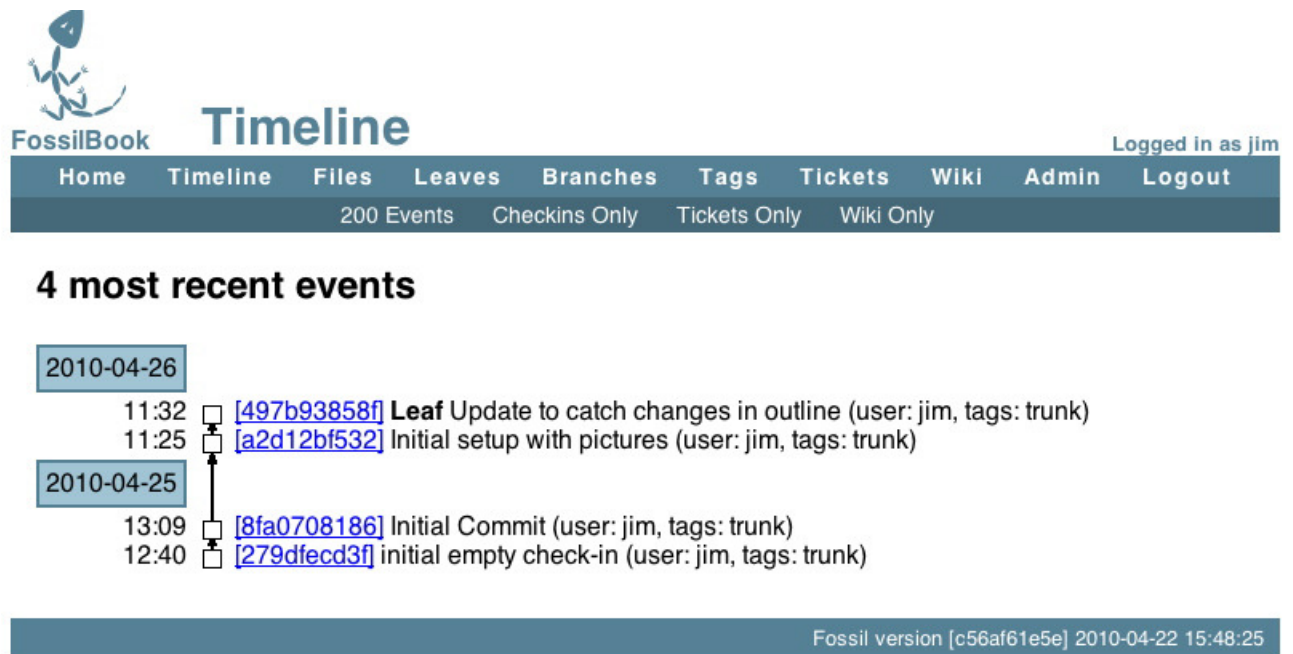 FossilBook
Timeline
Logged in as jim
Home Timeline Files Leaves Branches Tags Tickets Wiki Admin Logout
200 Events Checkins Only Tickets Only Wiki Only
4 most recent events
2010-04-26
11:32 [497b93858f] Leaf Update to catch changes in outline (user: jim, tags: trunk)
11:25 [a2d12bf532] Initial setup with pictures (user: jim, tags: trunk)
2010-04-25
13:09 [8fa0708186] Initial Commit (user: jim, tags: trunk)
12:40 [279dfecd3f] initial empty check-in (user: jim, tags: trunk)
Fossil version [c56af61e5e] 2010-04-22 15:48:25